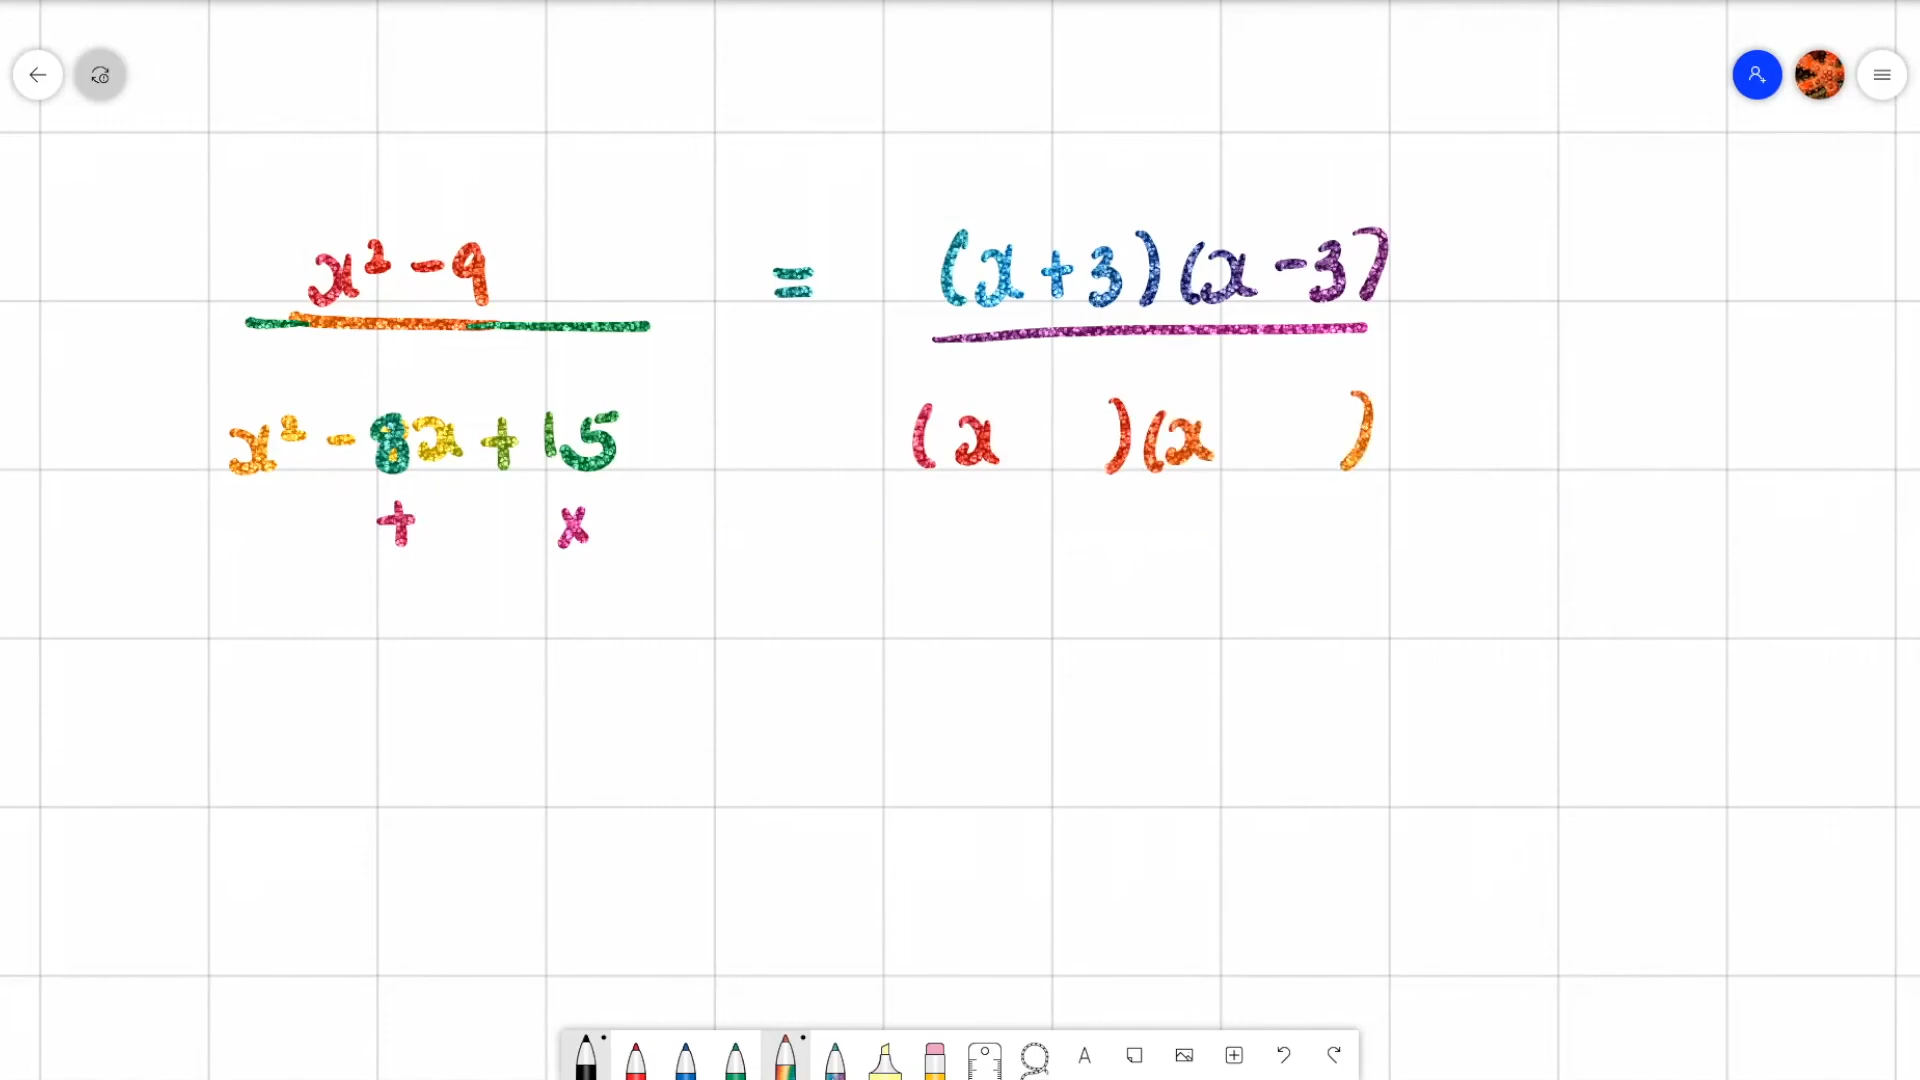 x² - 9 = (x + 3)(x - 3)
x² - 8x + 15 (x )(x )
+ x
A